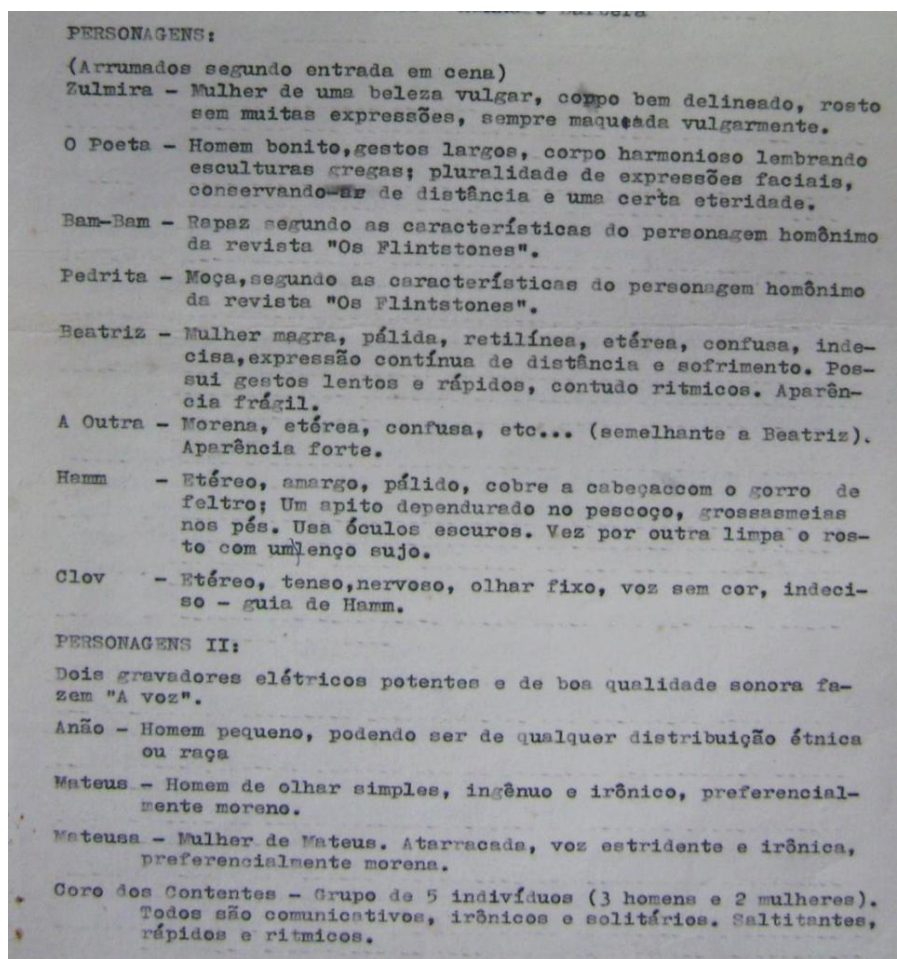 PERSONAGENS:
(Arrumados segundo entrada em cena)
Zulmira - Mulher de uma beleza vulgar, coppo bem delineado, rosto
sem muitas expressões, sempre maqueada vulgarmente.
O Poeta - Homem bonito,gestos largos, corpo harmonioso lembrando
esculturas gregas; pluralidade de expressões faciais,
conservando-ar de distância e uma certa eteridade.
Bam-Bam - Rapaz segundo as características do personagem homônimo
da revista "Os Flintstones".
Pedrita - Moça,segundo as características do personagem homônimo
da revista "Os Flintstones".
Beatriz - Mulher magra, pálida, retilínea, etérea, confusa, inde-
cisa,expressão contínua de distância e sofrimento. Pos-
sui gestos lentos e rápidos, contudo ritmicos. Aparên-
cia frágil.
A Outra - Morena, etérea, confusa, etc... (semelhante a Beatriz).
Aparência forte.
Hamm - Etéreo, amargo, pálido, cobre a cabeçaccom o gorro de
feltro; Um apito dependurado no pescoço, grossasmeias
nos pés. Usa óculos escuros. Vez por outra limpa o ros-
to com um lenço sujo.
Clov - Etéreo, tenso,nervoso, olhar fixo, voz sem cor, indeci-
so - guia de Hamm.
PERSONAGENS II:
Dois gravadores elétricos potentes e de boa qualidade sonora fa-
zem "A voz".
Anão - Homem pequeno, podendo ser de qualquer distribuição étnica
ou raça
Mateus - Homem de olhar simples, ingênuo e irônico, preferencial-
mente moreno.
Mateusa - Mulher de Mateus. Atarracada, voz estridente e irônica,
preferencialmente morena.
Coro dos Contentes - Grupo de 5 indivíduos (3 homens e 2 mulheres).
Todos são comunicativos, irônicos e solitários. Saltitantes,
rápidos e ritmicos.